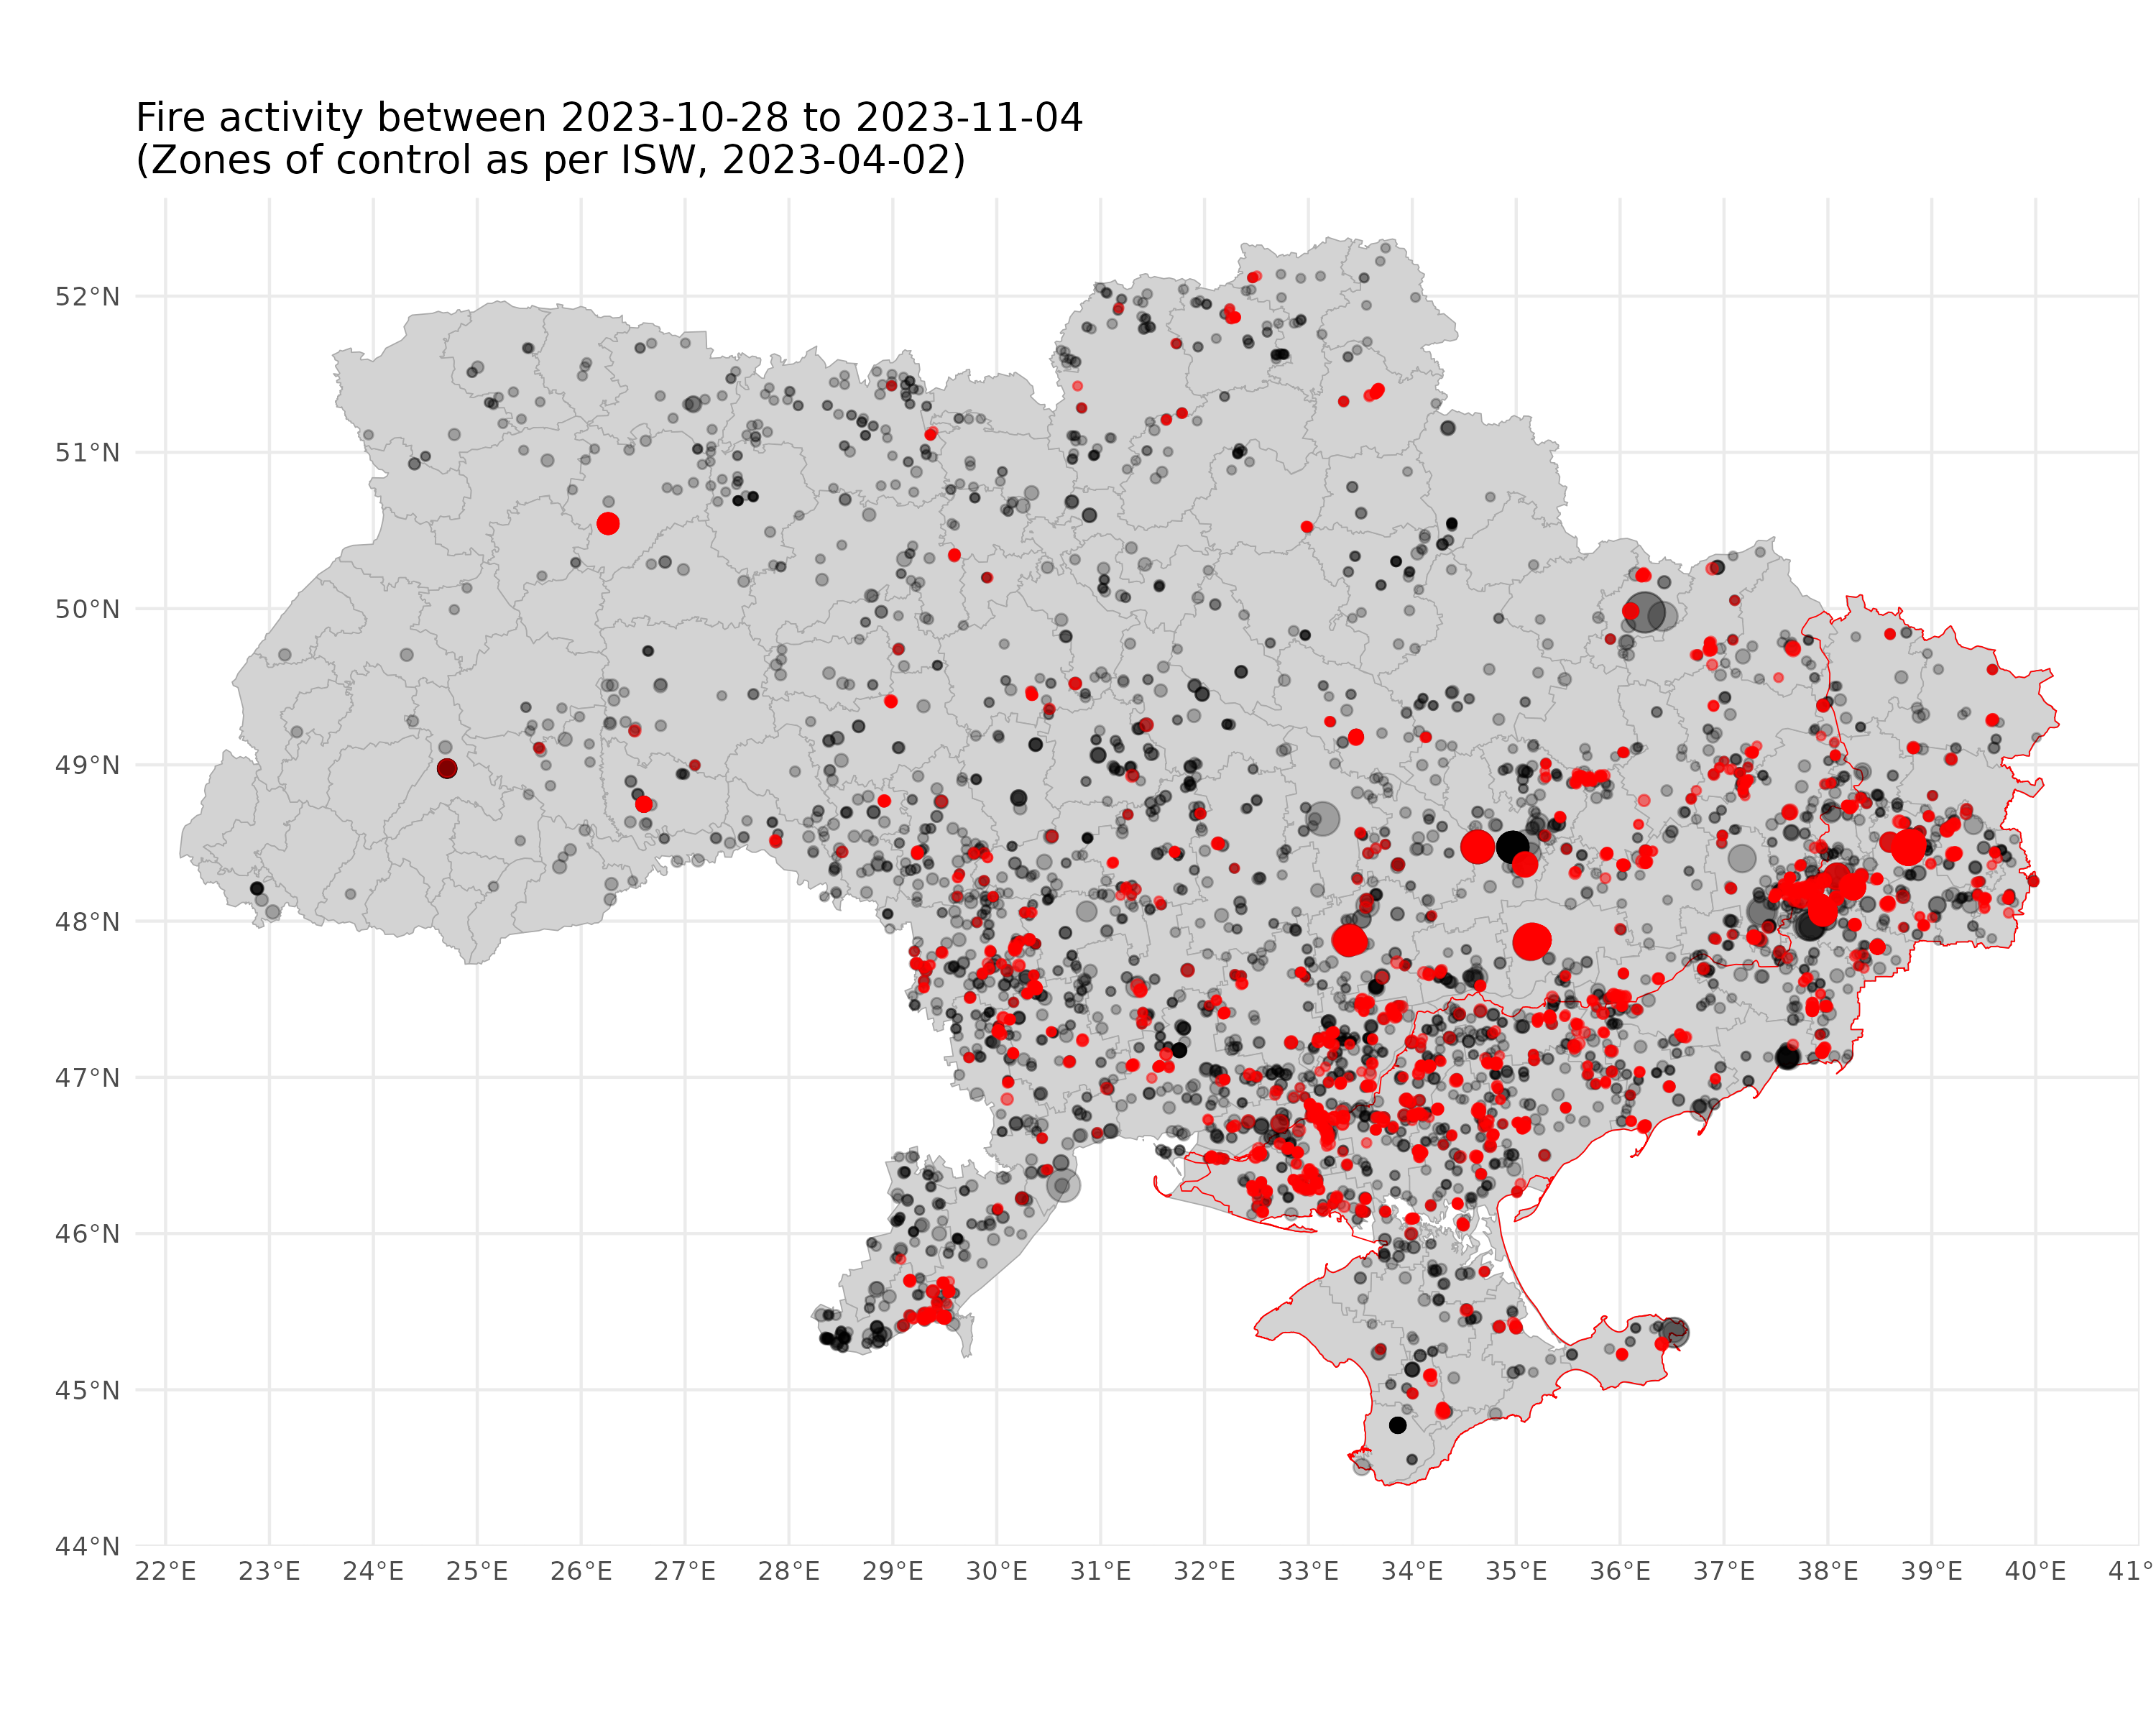 Fire activity between 2023-10-28 to 2023-11-04
(Zones of control as per ISW, 2023-04-02)
52°N
51°N
50°N
49°N
48°N
47°N
46°N
45°N
44°N
22°E 23°E 24°E 25°E 26°E 27°E 28°E 29°E 30°E 31°E 32°E 33°E 34°E 35°E 36°E 37°E 38°E 39°E 40°E 41°